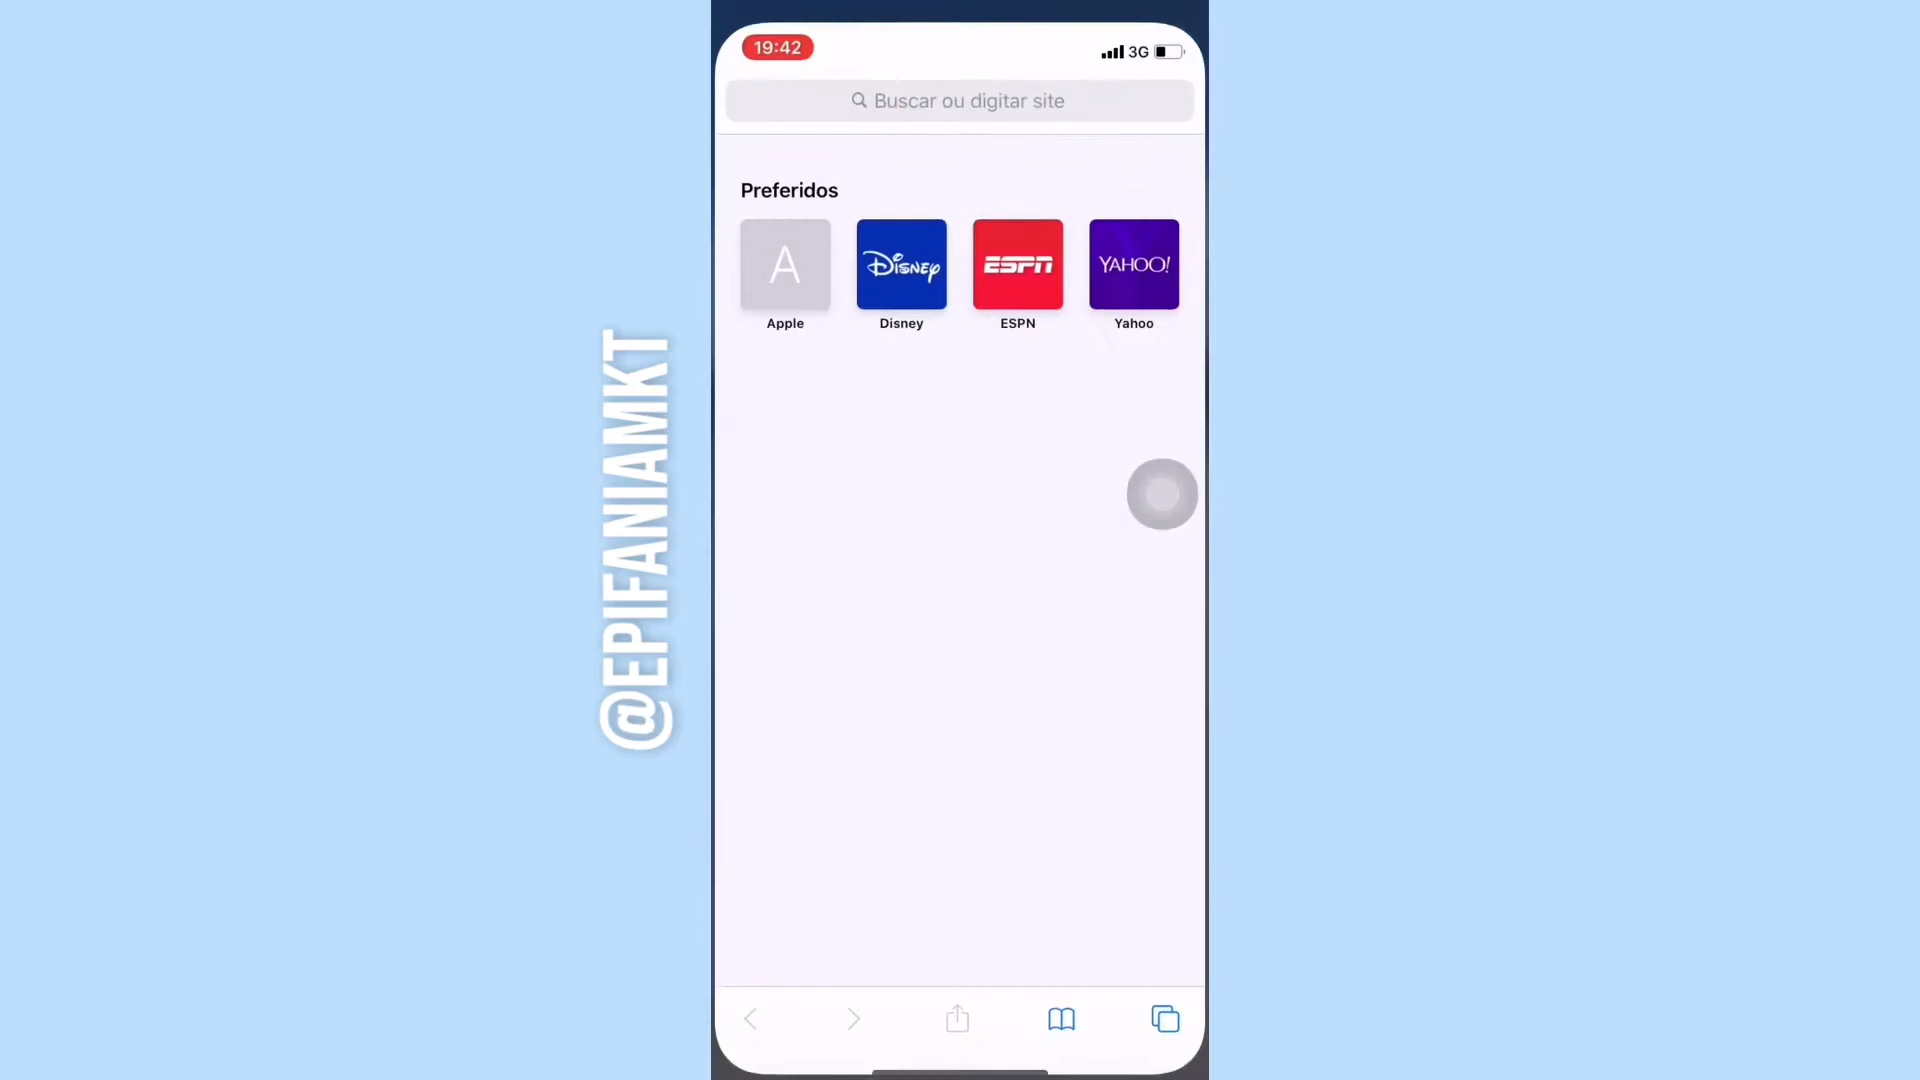 19:42
3G
Buscar ou digitar site
Preferidos
A
Disney
ESPN
YAHOO!
Apple
Disney
ESPN
Yahoo
@EPIFANIAMKT